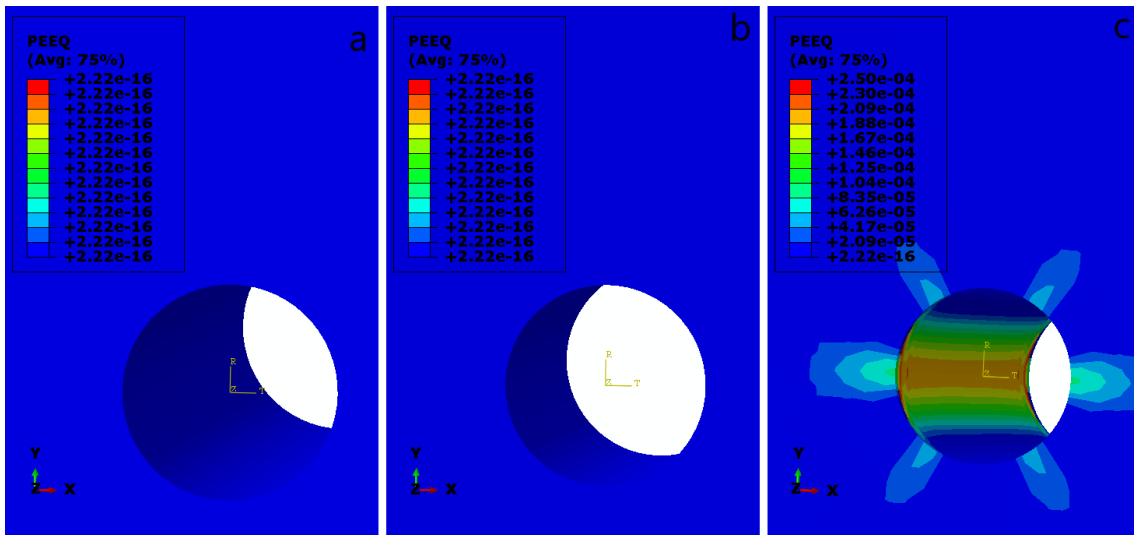 a
PEEQ
(Avg: 75%)
+2.22e-16
+2.22e-16
+2.22e-16
+2.22e-16
+2.22e-16
+2.22e-16
+2.22e-16
+2.22e-16
+2.22e-16
+2.22e-16
+2.22e-16
+2.22e-16
+2.22e-16
R
Z
T
Y
Z
X
b
PEEQ
(Avg: 75%)
+2.22e-16
+2.22e-16
+2.22e-16
+2.22e-16
+2.22e-16
+2.22e-16
+2.22e-16
+2.22e-16
+2.22e-16
+2.22e-16
+2.22e-16
+2.22e-16
+2.22e-16
R
Z
T
Y
Z
X
c
PEEQ
(Avg: 75%)
+2.50e-04
+2.30e-04
+2.09e-04
+1.88e-04
+1.67e-04
+1.46e-04
+1.25e-04
+1.04e-04
+8.35e-05
+6.26e-05
+4.17e-05
+2.09e-05
+2.22e-16
R
Z
T
Y
Z
X